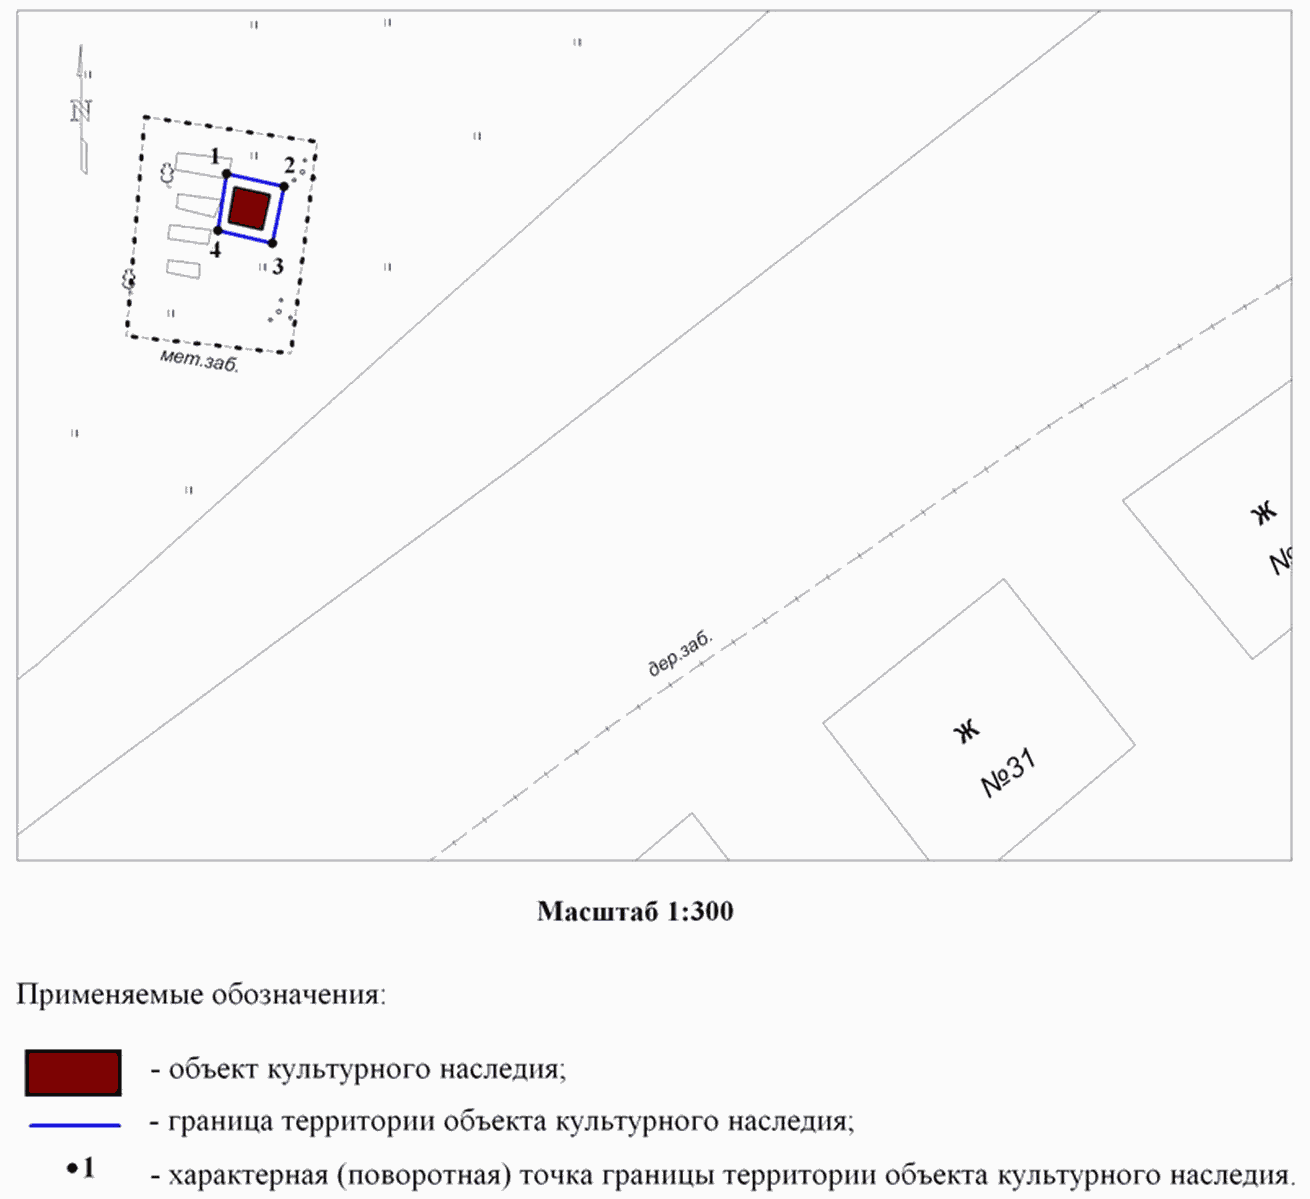 N
1
2
3
4
мет.заб.
дер.заб.
ж
ж
№31
Масштаб 1:300
Применяемые обозначения:
- объект культурного наследия;
- граница территории объекта культурного наследия;
1 - характерная (поворотная) точка границы территории объекта культурного наследия.